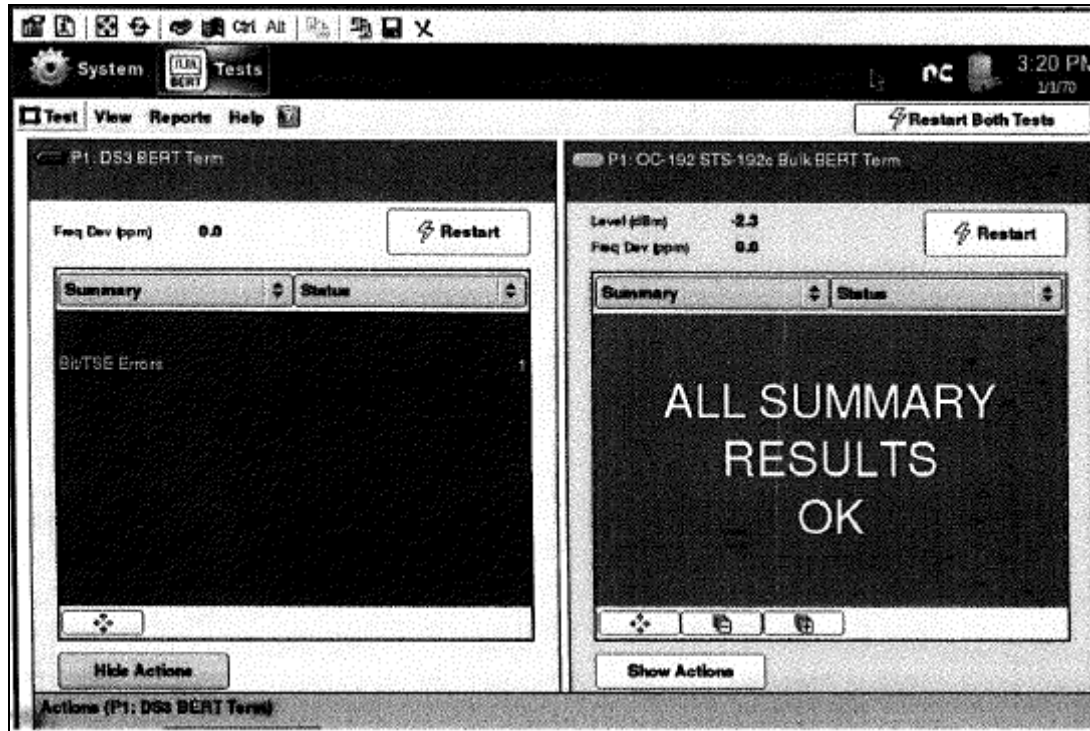 Ctrl Alt
System BERT Tests 3:20 PM
1/1/70
Test View Reports Help Restart Both Tests
P1: DS3 BERT Term
Freq Dev (ppm) 0.0 Restart
Summary Status
Bit/TSE Errors 1
Hide Actions
Actions (P1: DS3 BERT Term)
P1: OC-192 STS-192c Bulk BERT Term
Level (dBm) -2.3
Freq Dev (ppm) 0.0 Restart
Summary Status
ALL SUMMARY
RESULTS
OK
Show Actions